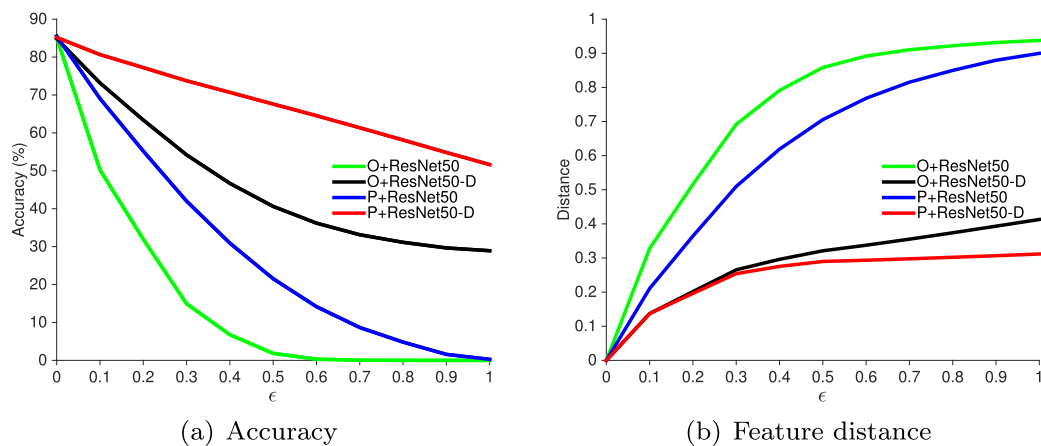 90
80
70
60
50
40
30
20
10
0
Accuracy (%)
O+ResNet50
O+ResNet50-D
P+ResNet50
P+ResNet50-D
0 0.1 0.2 0.3 0.4 0.5 0.6 0.7 0.8 0.9 1
ϵ
(a) Accuracy
1
0.9
0.8
0.7
0.6
0.5
0.4
0.3
0.2
0.1
0
Distance
O+ResNet50
O+ResNet50-D
P+ResNet50
P+ResNet50-D
0 0.1 0.2 0.3 0.4 0.5 0.6 0.7 0.8 0.9 1
ϵ
(b) Feature distance